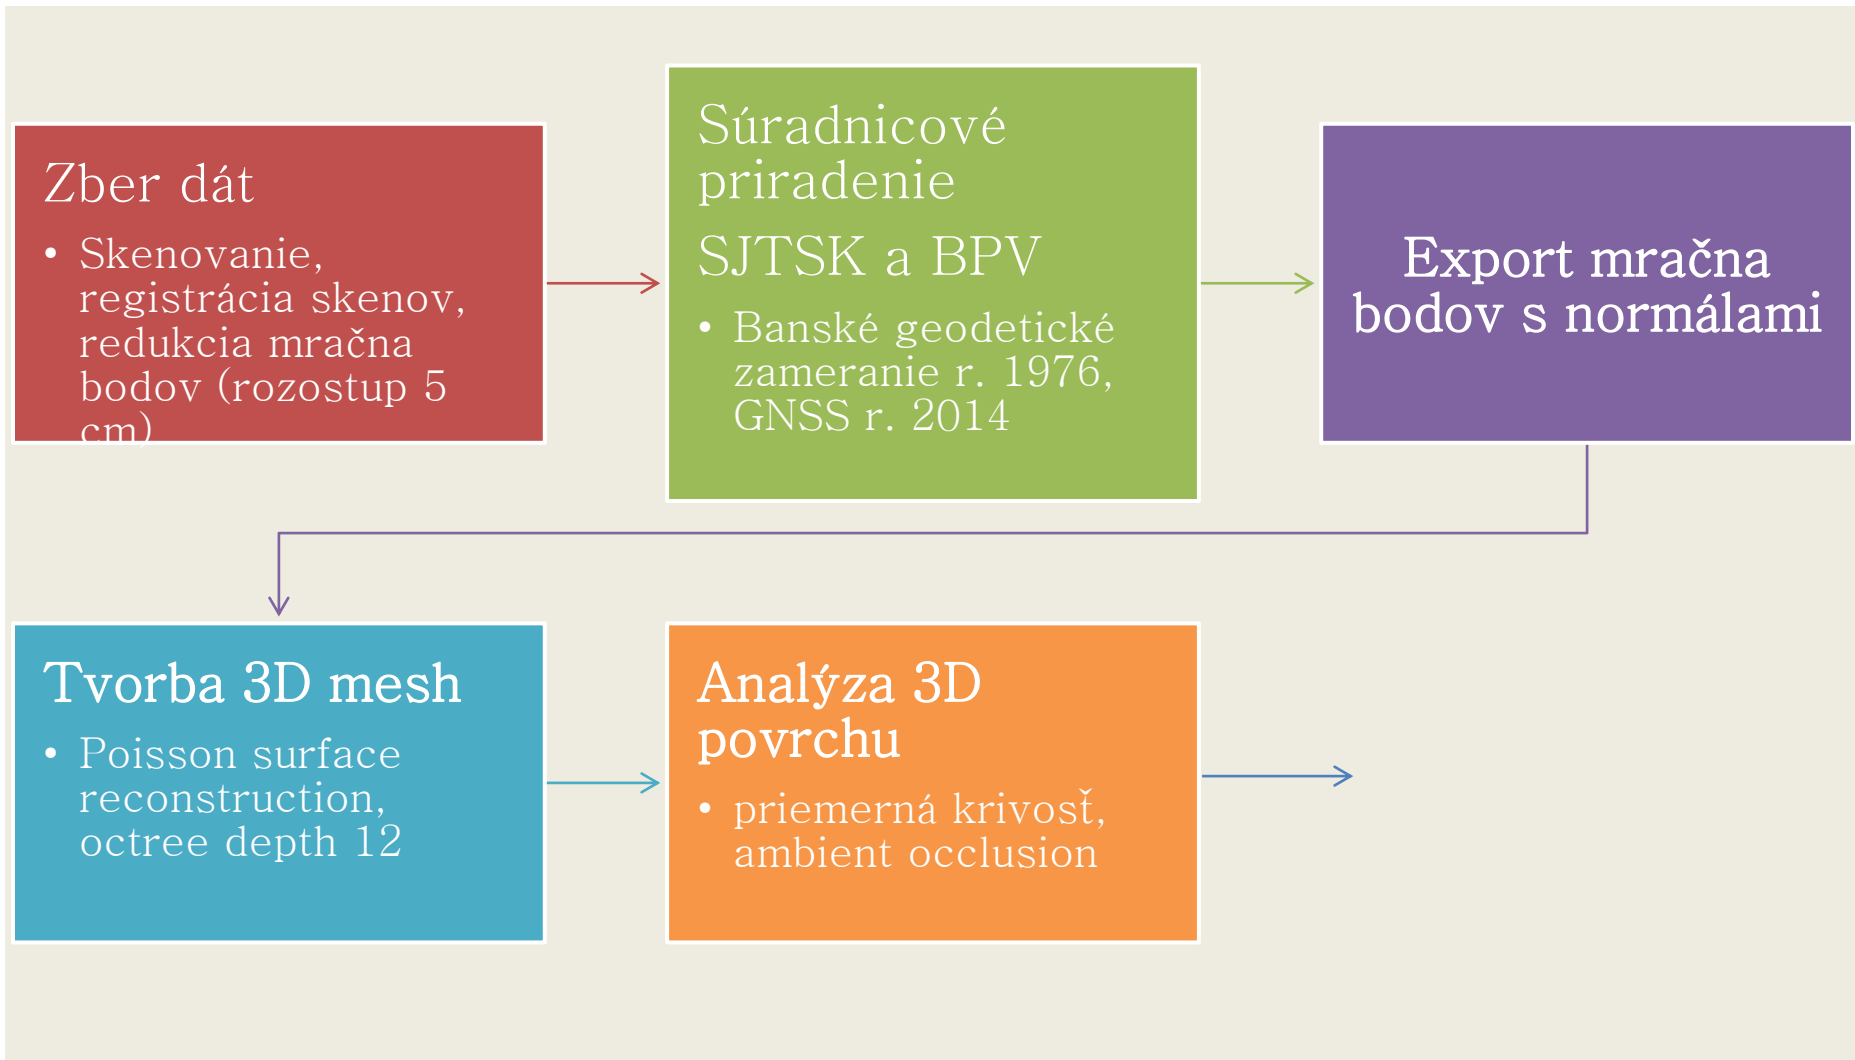 Zber dát
• Skenovanie,
registrácia skenov,
redukcia mračna
bodov (rozostup 5
cm)
Súradnicové
priradenie
SJTSK a BPV
• Banské geodetické
zameranie r. 1976,
GNSS r. 2014
Export mračna
bodov s normálami
Tvorba 3D mesh
• Poisson surface
reconstruction,
octree depth 12
Analýza 3D
povrchu
• priemerná krivosť,
ambient occlusion